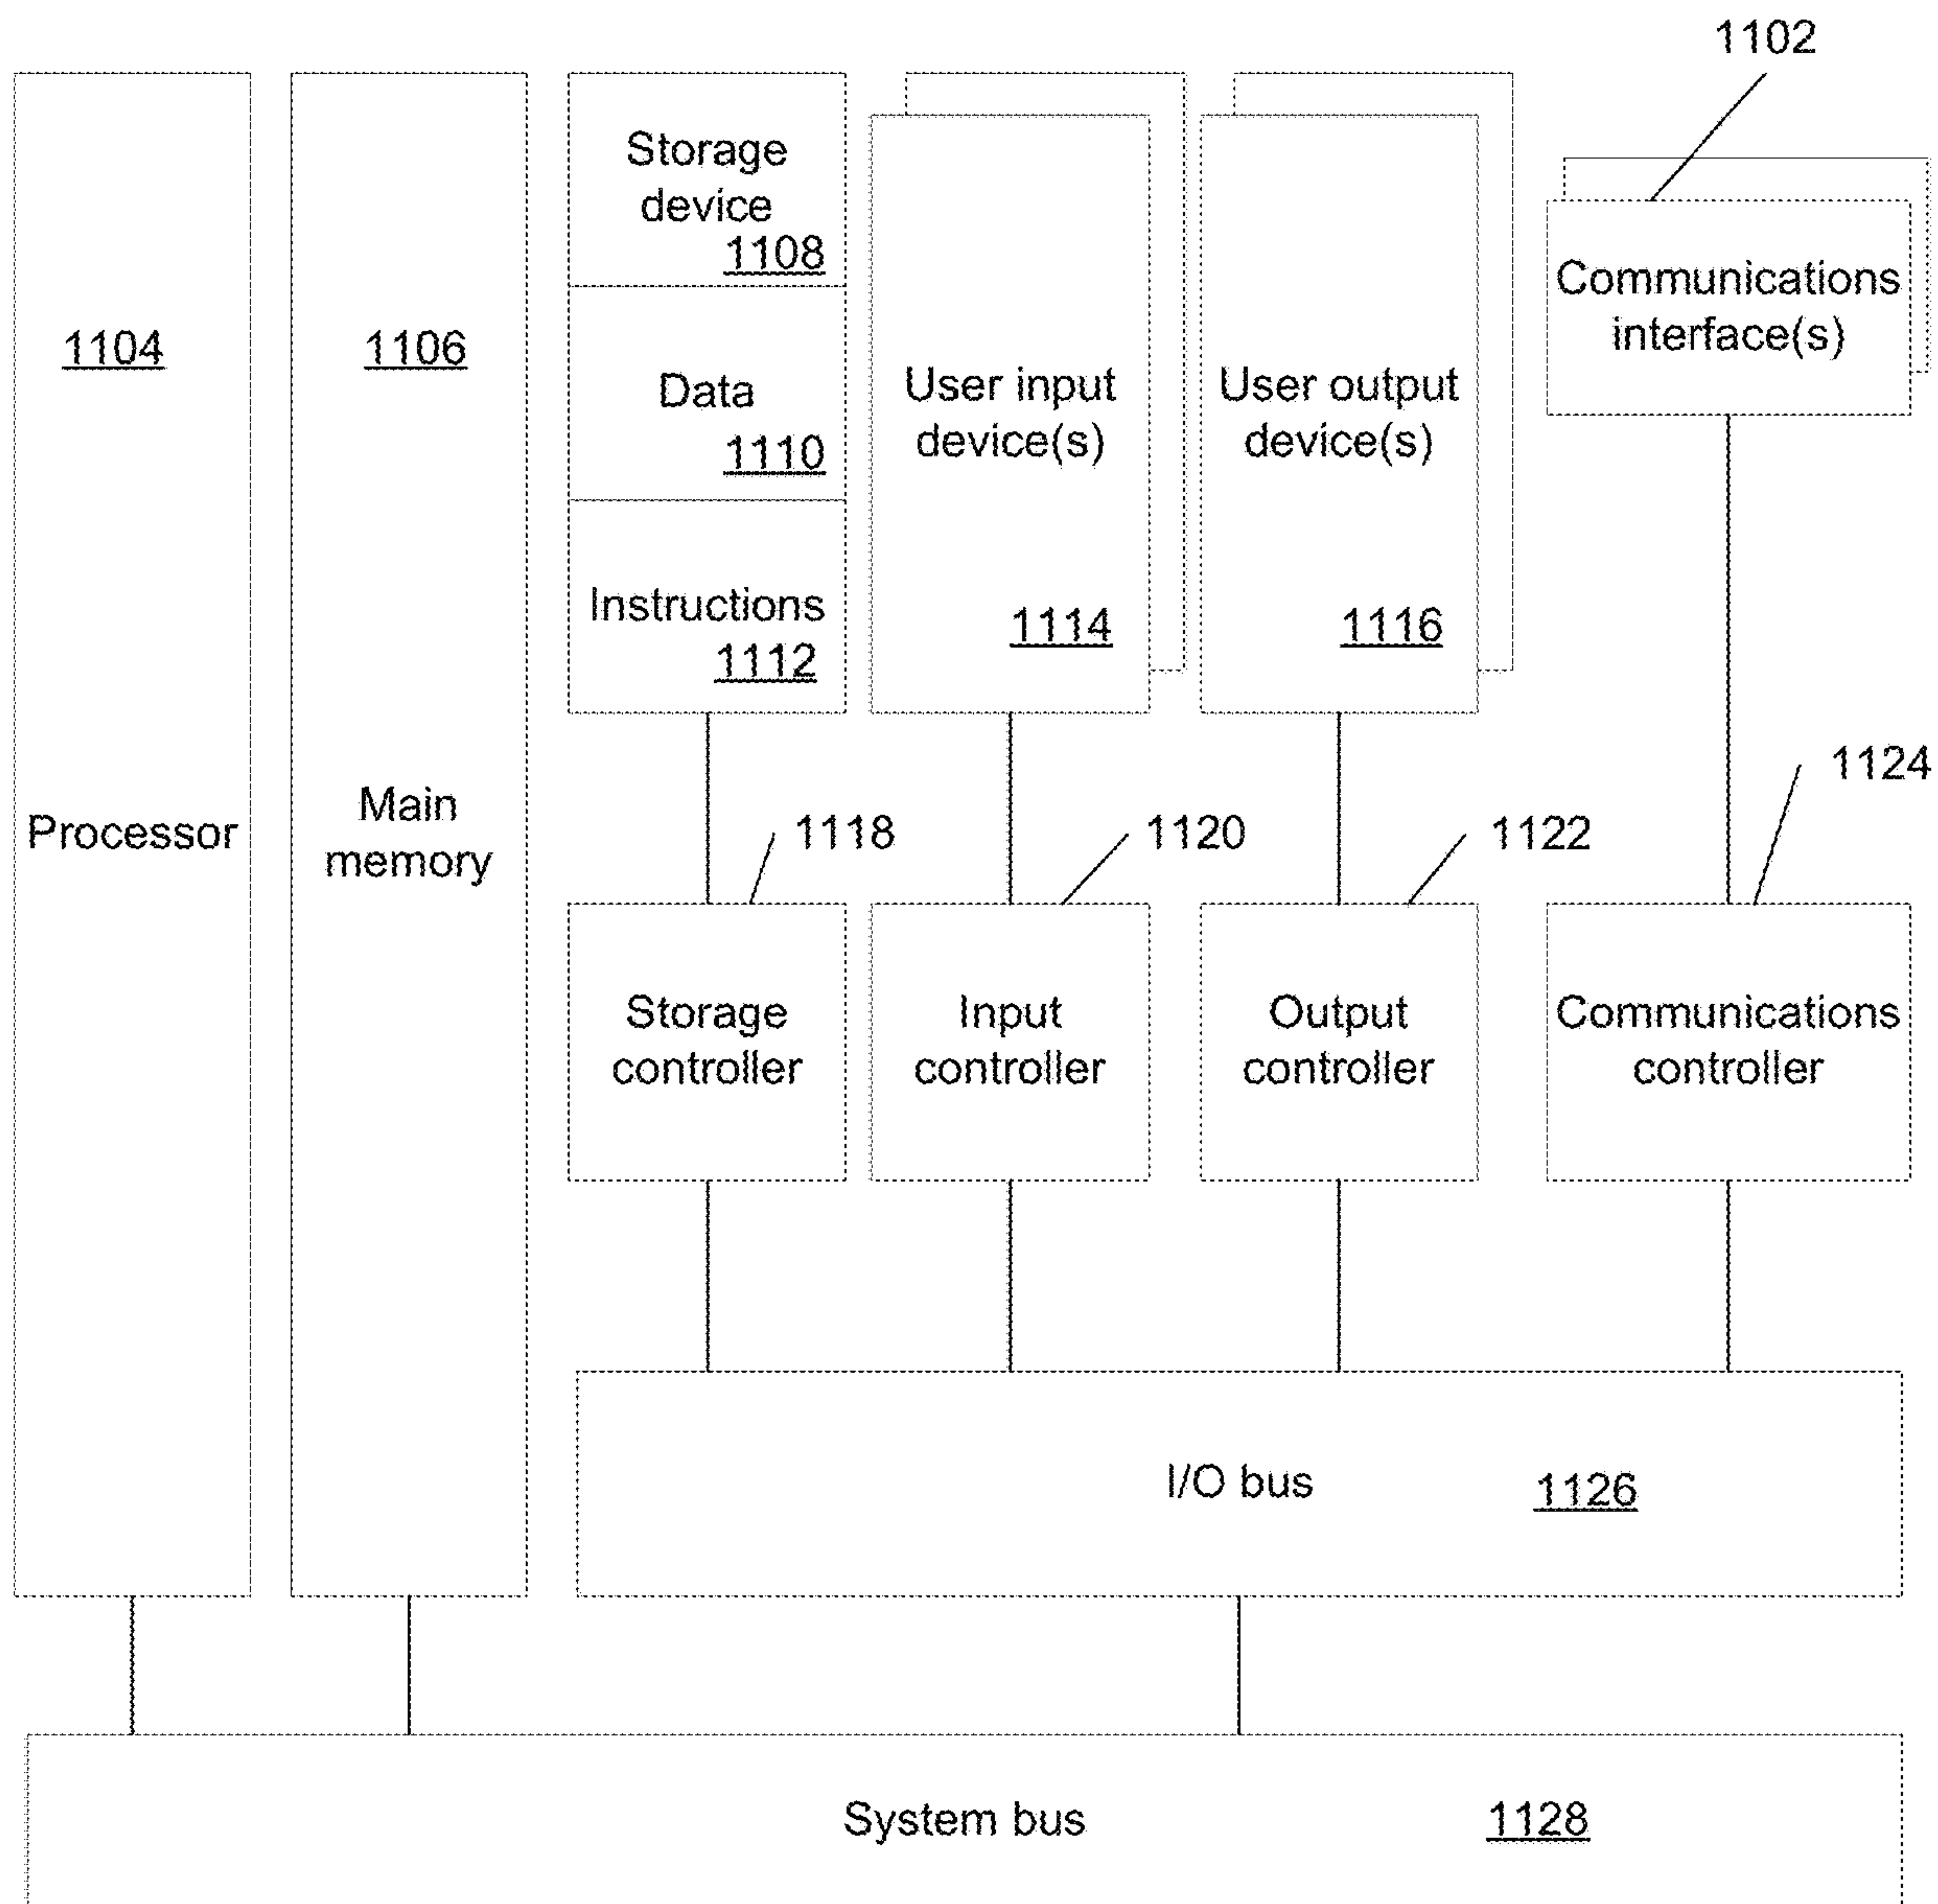 1102
Storage
device
1108
Communications
interface(s)
1104
1106
Data
1110
User input
device(s)
1114
User output
device(s)
1116
Instructions
1112
1124
Processor
Main
memory
1118
1120
1122
Storage
controller
Input
controller
Output
controller
Communications
controller
I/O bus
1126
System bus
1128